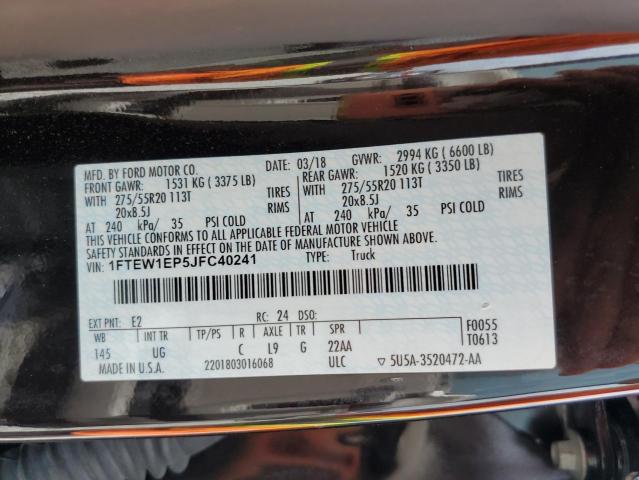 MFD. BY FORD MOTOR CO.
DATE: 03/18 GVWR: 2994 KG ( 6600 LB)
FRONT GAWR: 1531 KG ( 3375 LB)
REAR GAWR: 1520 KG ( 3350 LB)
WITH 275/55R20 113T TIRES
WITH 275/55R20 113T TIRES
20x8.5J RIMS
20x8.5J RIMS
AT 240 kPa/ 35 PSI COLD
AT 240 kPa/ 35 PSI COLD
THIS VEHICLE CONFORMS TO ALL APPLICABLE FEDERAL MOTOR VEHICLE
SAFETY STANDARDS IN EFFECT ON THE DATE OF MANUFACTURE SHOWN ABOVE.
VIN: 1FTEW1EP5JFC40241
TYPE: Truck
EXT PNT: E2 RC: 24 DSO: F0055
WB INT TR TP/PS R AXLE TR SPR T0613
145 UG C L9 G 22AA
MADE IN U.S.A. 2201803016068 ULC ▽ 5U5A-3520472-AA